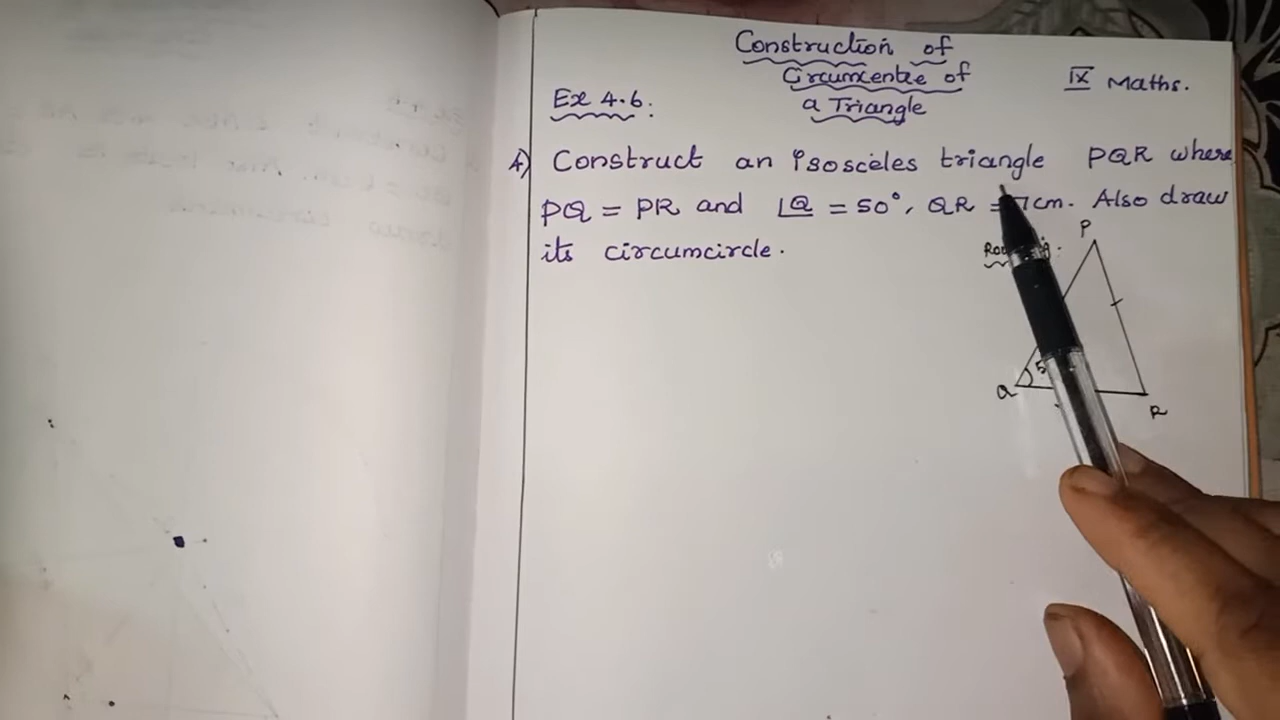 Construction of
Circumcentre of
a Triangle
IX Maths.
Ex 4.6.
4) Construct an isosceles triangle PQR where
PQ = PR and ∠Q = 50°, QR = 7cm. Also draw
its circumcircle.
P
Q
R